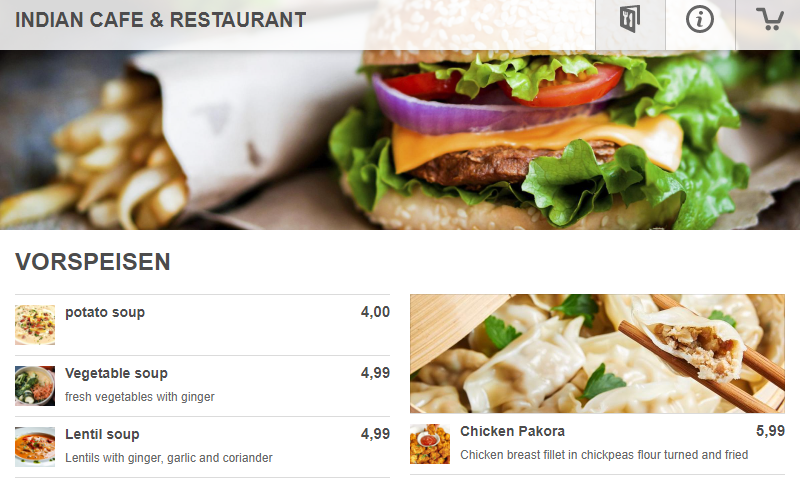 INDIAN CAFE & RESTAURANT
VORSPEISEN
potato soup 4,00
Vegetable soup 4,99
fresh vegetables with ginger
Lentil soup 4,99
Lentils with ginger, garlic and coriander
Chicken Pakora 5,99
Chicken breast fillet in chickpeas flour turned and fried